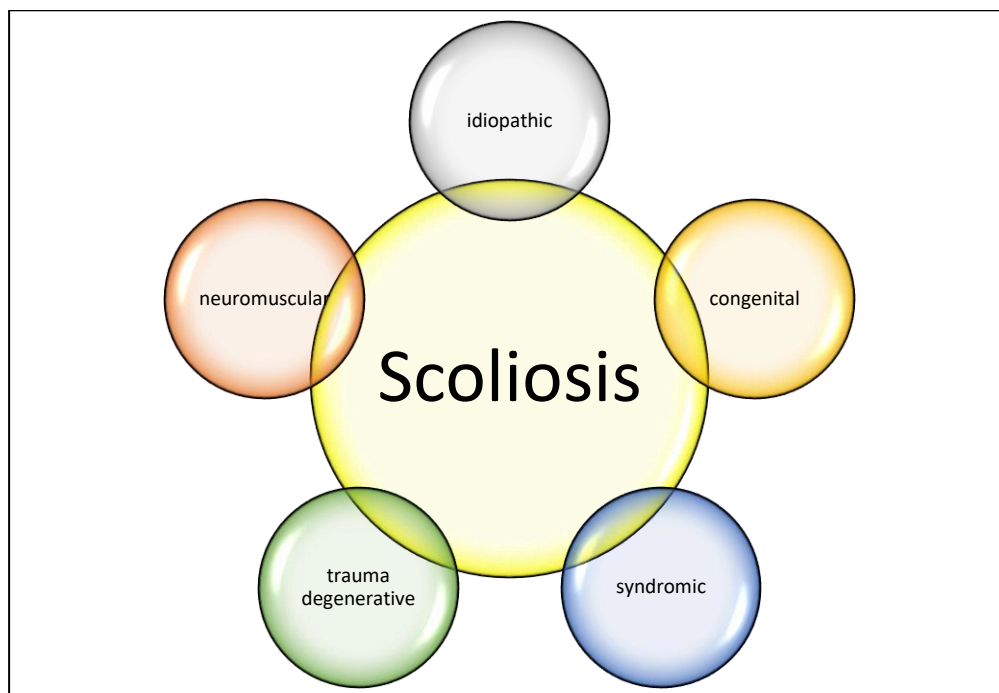 idiopathic
neuromuscular
congenital
Scoliosis
trauma
degenerative
syndromic